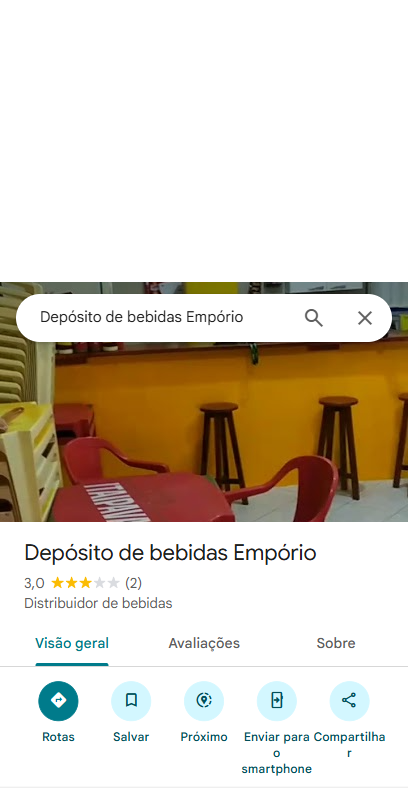 Depósito de bebidas Empório
Depósito de bebidas Empório
3,0 (2)
Distribuidor de bebidas
Visão geral Avaliações Sobre
Rotas Salvar Próximo Enviar para o smartphone Compartilhar